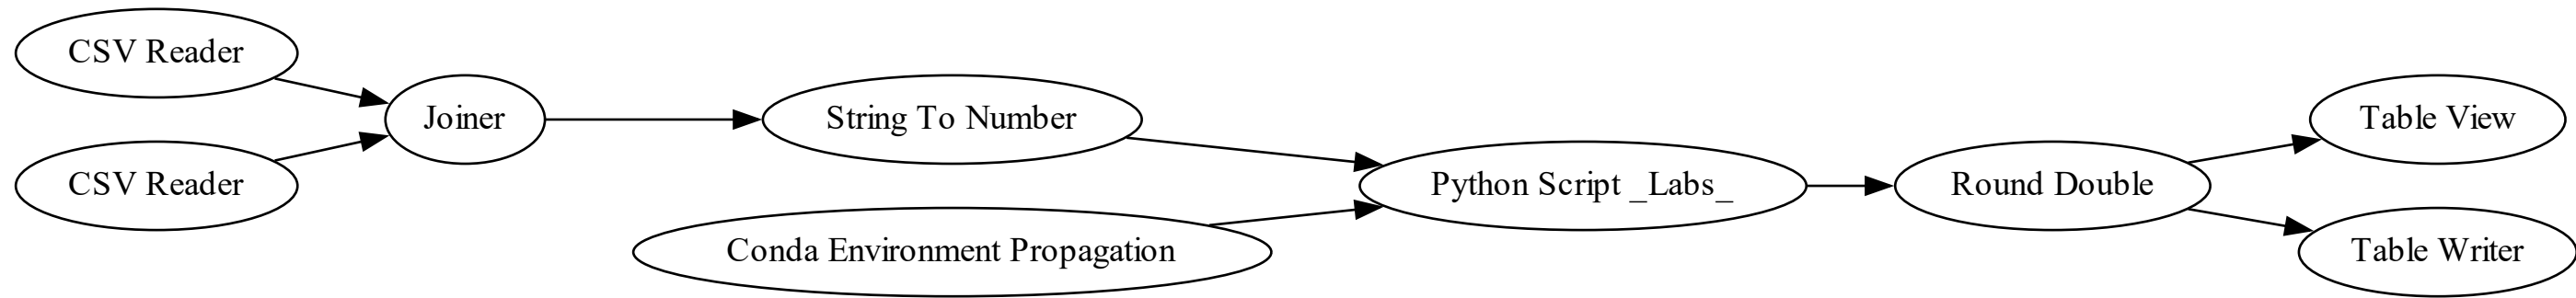 CSV Reader
CSV Reader
Joiner
String To Number
Conda Environment Propagation
Python Script _Labs_
Round Double
Table View
Table Writer